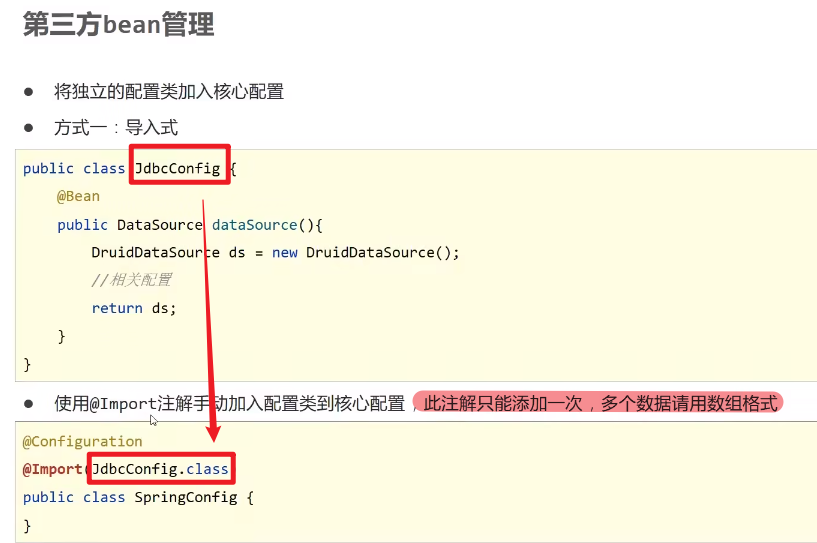 第三方bean管理
● 将独立的配置类加入核心配置
● 方式一：导入式
public class JdbcConfig {
    @Bean
    public DataSource dataSource(){
        DruidDataSource ds = new DruidDataSource();
        //相关配置
        return ds;
    }
}
● 使用@Import注解手动加入配置类到核心配置，此注解只能添加一次，多个数据请用数组格式
@Configuration
@Import(JdbcConfig.class
public class SpringConfig {
}